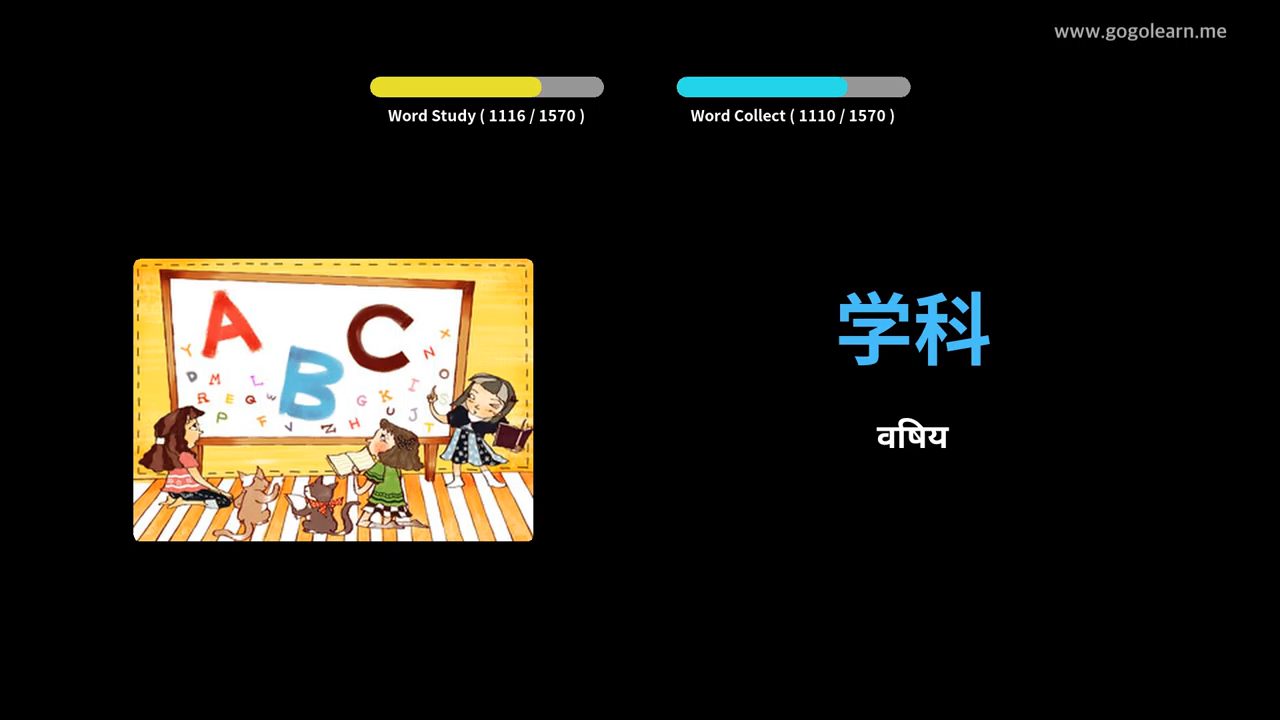 www.gogolearn.me
Word Study ( 1116 / 1570 )
Word Collect ( 1110 / 1570 )
A B C
X
Y N
D M L I O
R E Q W G K S
P F V Z H U J T
学科
वषिय